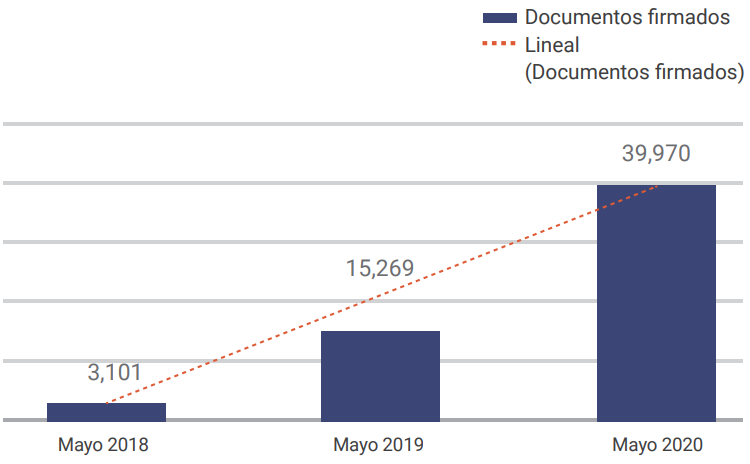 Documentos firmados
Lineal
(Documentos firmados)
39,970
15,269
3,101
Mayo 2018
Mayo 2019
Mayo 2020